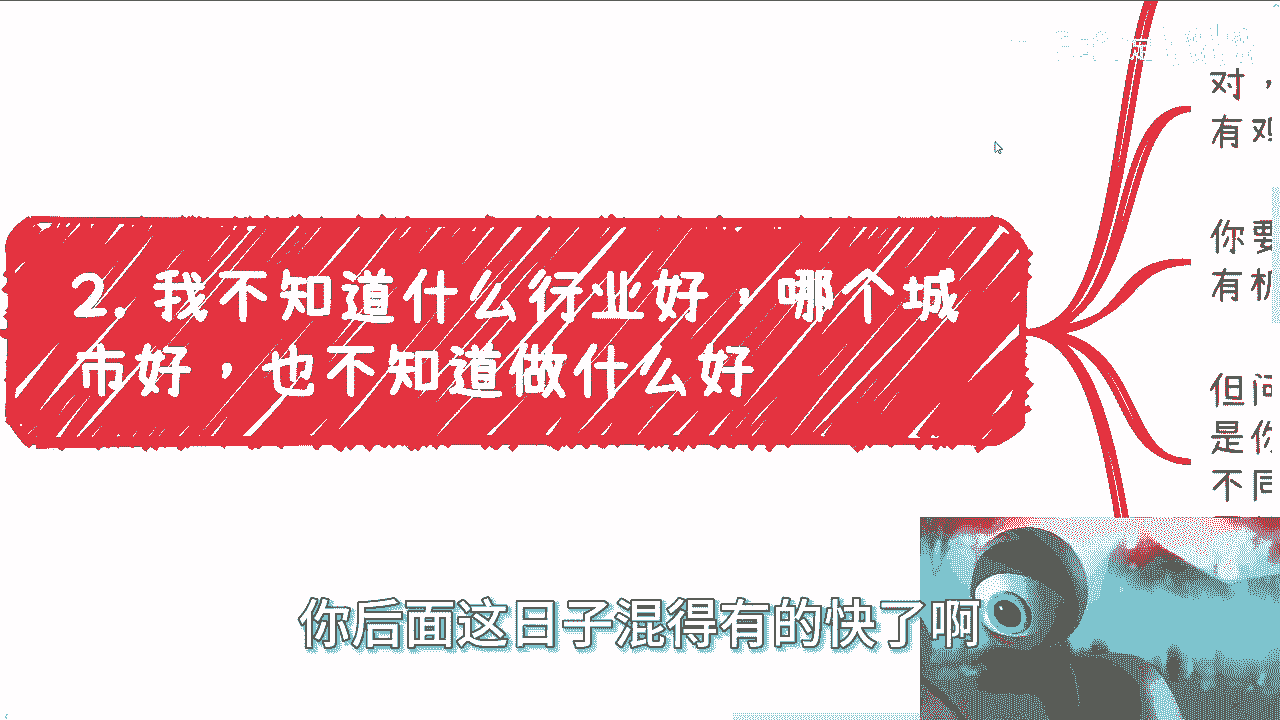 对，
有
你要
有机
2. 我不知道什么行业好，哪个城
市好，也不知道做什么好
但问
是你
不同
你后面这日子混得有的快了啊